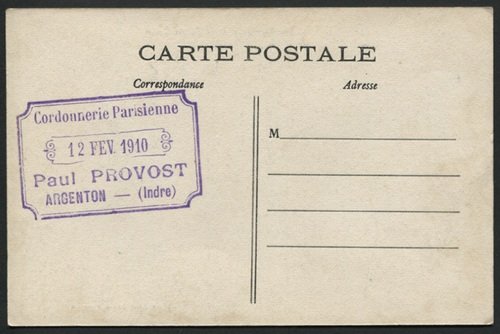 CARTE POSTALE
Correspondance
Adresse
Cordonnerie Parisienne
12 FEV. 1910
Paul PROVOST
ARGENTON — (Indre)
M